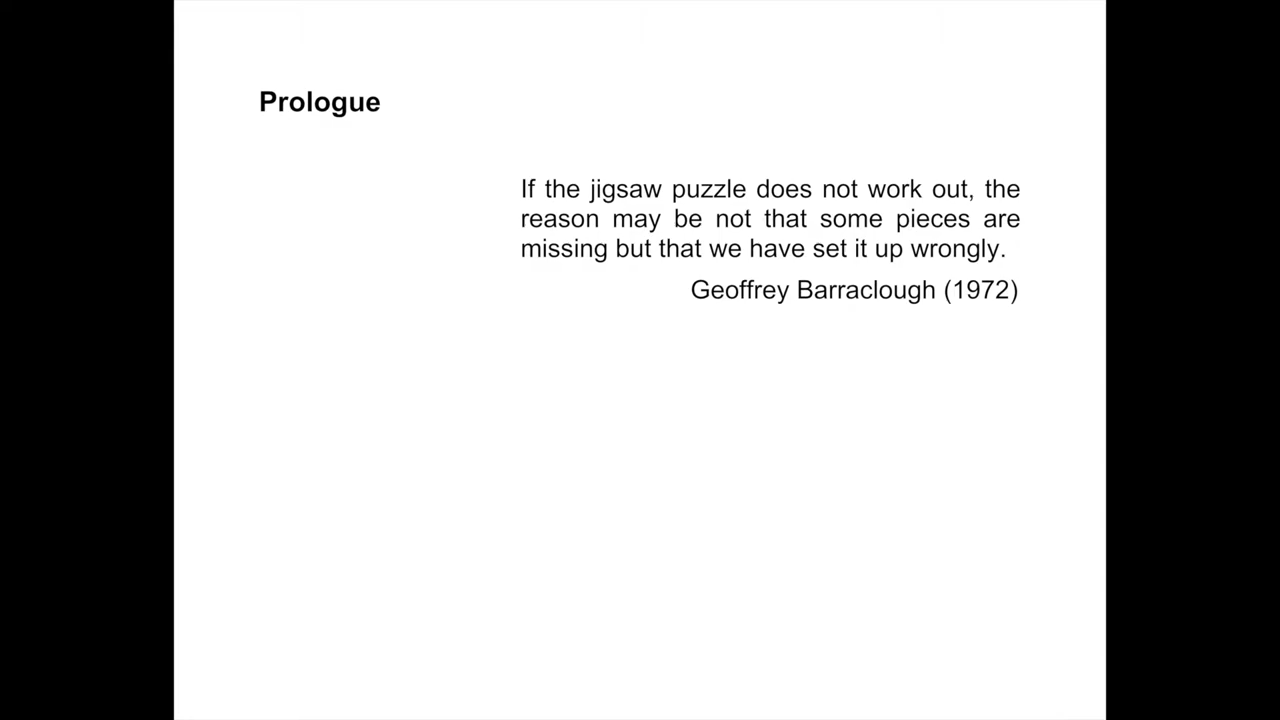 Prologue
If the jigsaw puzzle does not work out, the
reason may be not that some pieces are
missing but that we have set it up wrongly.
Geoffrey Barraclough (1972)